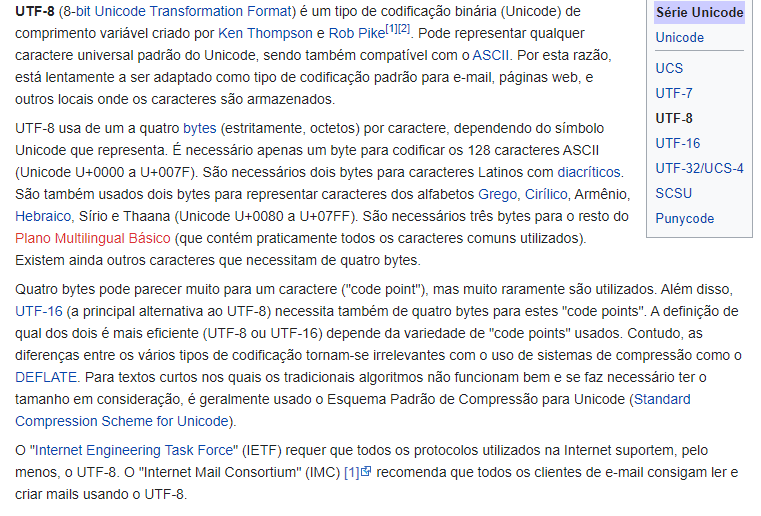 UTF-8 (8-bit Unicode Transformation Format) é um tipo de codificação binária (Unicode) de
comprimento variável criado por Ken Thompson e Rob Pike[1][2]. Pode representar qualquer
caractere universal padrão do Unicode, sendo também compatível com o ASCII. Por esta razão,
está lentamente a ser adaptado como tipo de codificação padrão para e-mail, páginas web, e
outros locais onde os caracteres são armazenados.
UTF-8 usa de um a quatro bytes (estritamente, octetos) por caractere, dependendo do símbolo
Unicode que representa. É necessário apenas um byte para codificar os 128 caracteres ASCII
(Unicode U+0000 a U+007F). São necessários dois bytes para caracteres Latinos com diacríticos.
São também usados dois bytes para representar caracteres dos alfabetos Grego, Cirílico, Armênio,
Hebraico, Sírio e Thaana (Unicode U+0080 a U+07FF). São necessários três bytes para o resto do
Plano Multilingual Básico (que contém praticamente todos os caracteres comuns utilizados).
Existem ainda outros caracteres que necessitam de quatro bytes.
Quatro bytes pode parecer muito para um caractere ("code point"), mas muito raramente são utilizados. Além disso,
UTF-16 (a principal alternativa ao UTF-8) necessita também de quatro bytes para estes "code points". A definição de
qual dos dois é mais eficiente (UTF-8 ou UTF-16) depende da variedade de "code points" usados. Contudo, as
diferenças entre os vários tipos de codificação tornam-se irrelevantes com o uso de sistemas de compressão como o
DEFLATE. Para textos curtos nos quais os tradicionais algoritmos não funcionam bem e se faz necessário ter o
tamanho em consideração, é geralmente usado o Esquema Padrão de Compressão para Unicode (Standard
Compression Scheme for Unicode).
O "Internet Engineering Task Force" (IETF) requer que todos os protocolos utilizados na Internet suportem, pelo
menos, o UTF-8. O "Internet Mail Consortium" (IMC) [1] recomenda que todos os clientes de e-mail consigam ler e
criar mails usando o UTF-8.
Série Unicode
Unicode
UCS
UTF-7
UTF-8
UTF-16
UTF-32/UCS-4
SCSU
Punycode